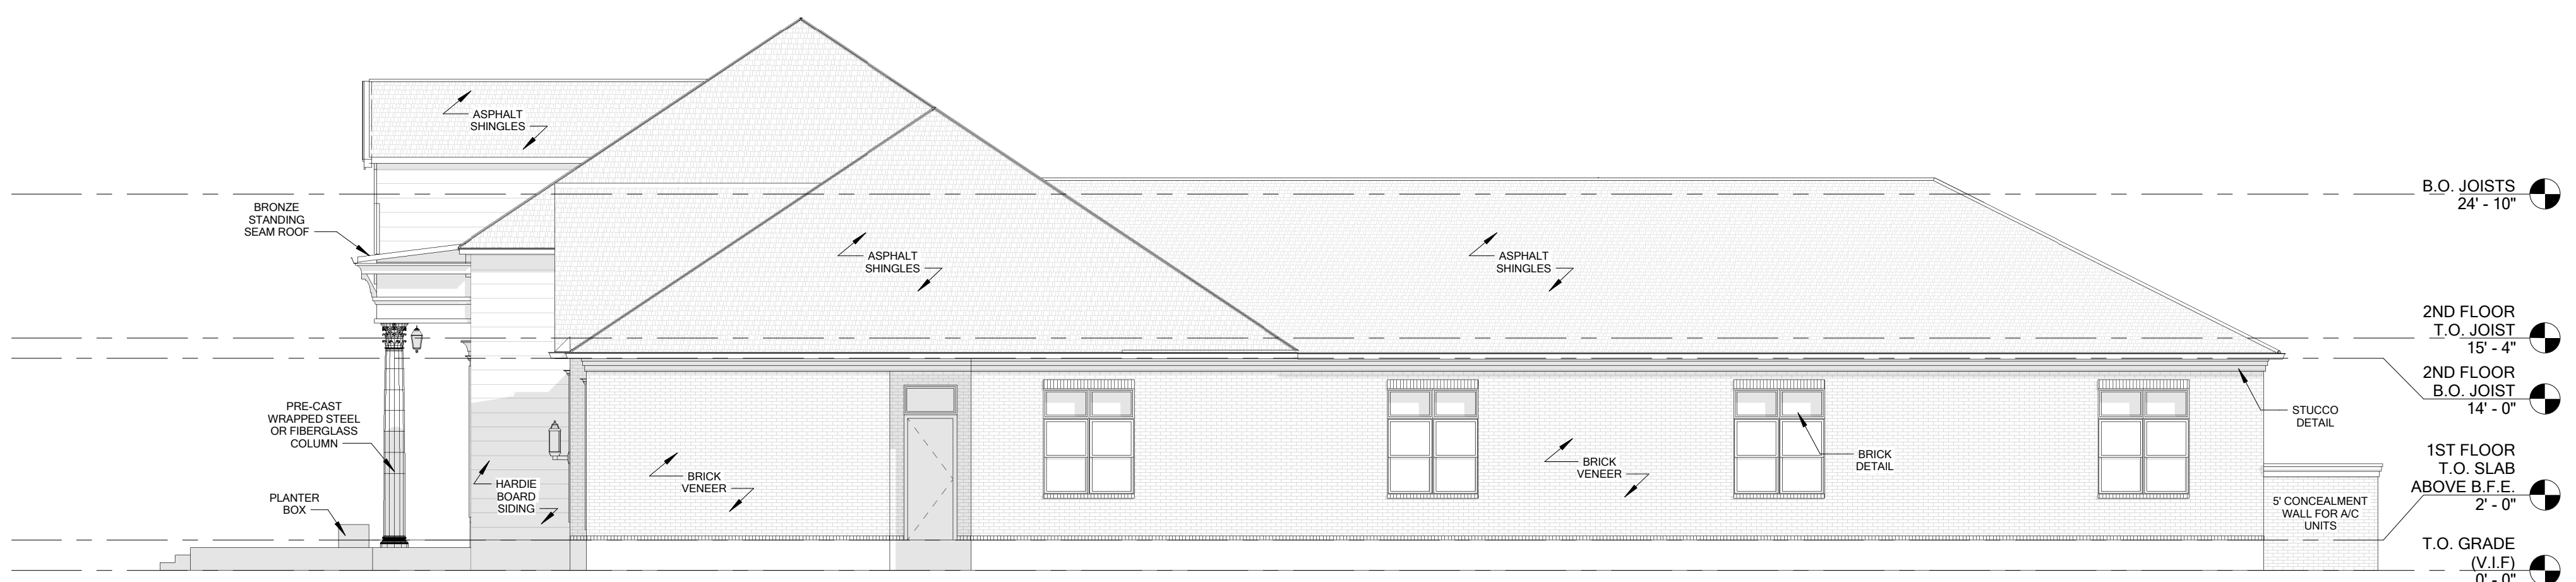 ASPHALT
SHINGLES
BRONZE
STANDING
SEAM ROOF
ASPHALT
SHINGLES
ASPHALT
SHINGLES
PRE-CAST
WRAPPED STEEL
OR FIBERGLASS
COLUMN
PLANTER
BOX
HARDIE
BOARD
SIDING
BRICK
VENEER
BRICK
VENEER
BRICK
DETAIL
STUCCO
DETAIL
5' CONCEALMENT
WALL FOR A/C
UNITS
B.O. JOISTS
24' - 10"
2ND FLOOR
T.O. JOIST
15' - 4"
2ND FLOOR
B.O. JOIST
14' - 0"
1ST FLOOR
T.O. SLAB
ABOVE B.F.E.
2' - 0"
T.O. GRADE
(V.I.F)
0' - 0"